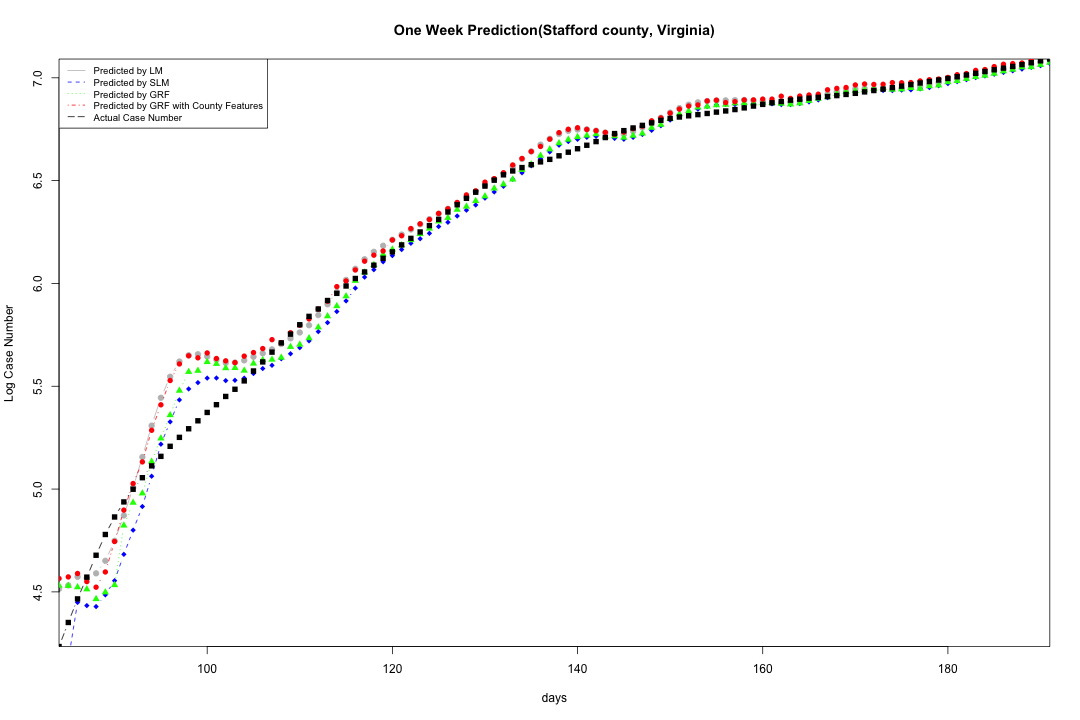 One Week Prediction(Stafford county, Virginia)
7.0
6.5
6.0
5.5
5.0
4.5
Log Case Number
Predicted by LM
Predicted by SLM
Predicted by GRF
Predicted by GRF with County Features
Actual Case Number
100
120
140
160
180
days